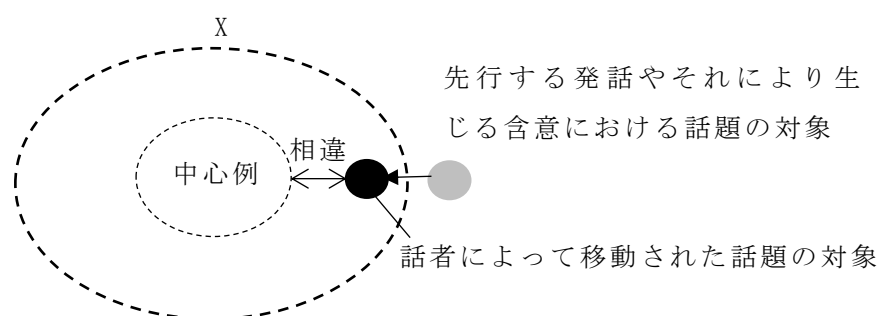 X
先行する発話やそれにより生
じる含意における話題の対象
相違
中心例
話者によって移動された話題の対象